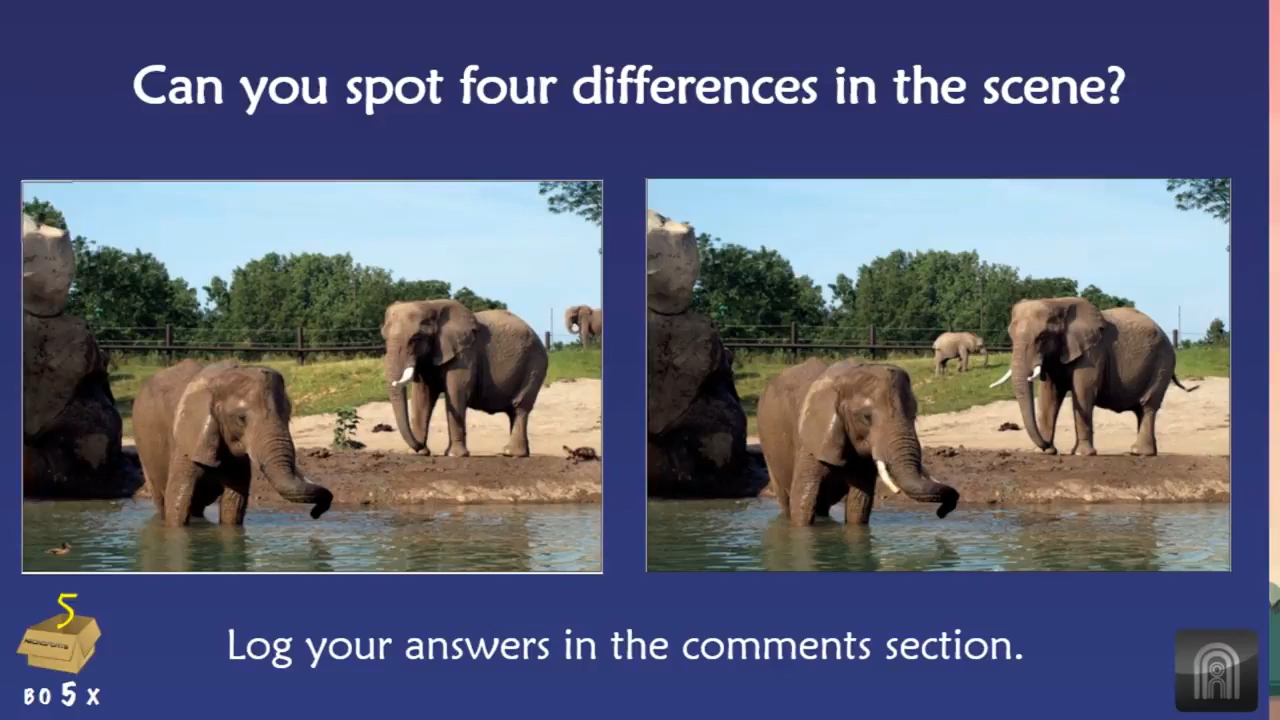 Can you spot four differences in the scene?
Log your answers in the comments section.
5
BO 5 X